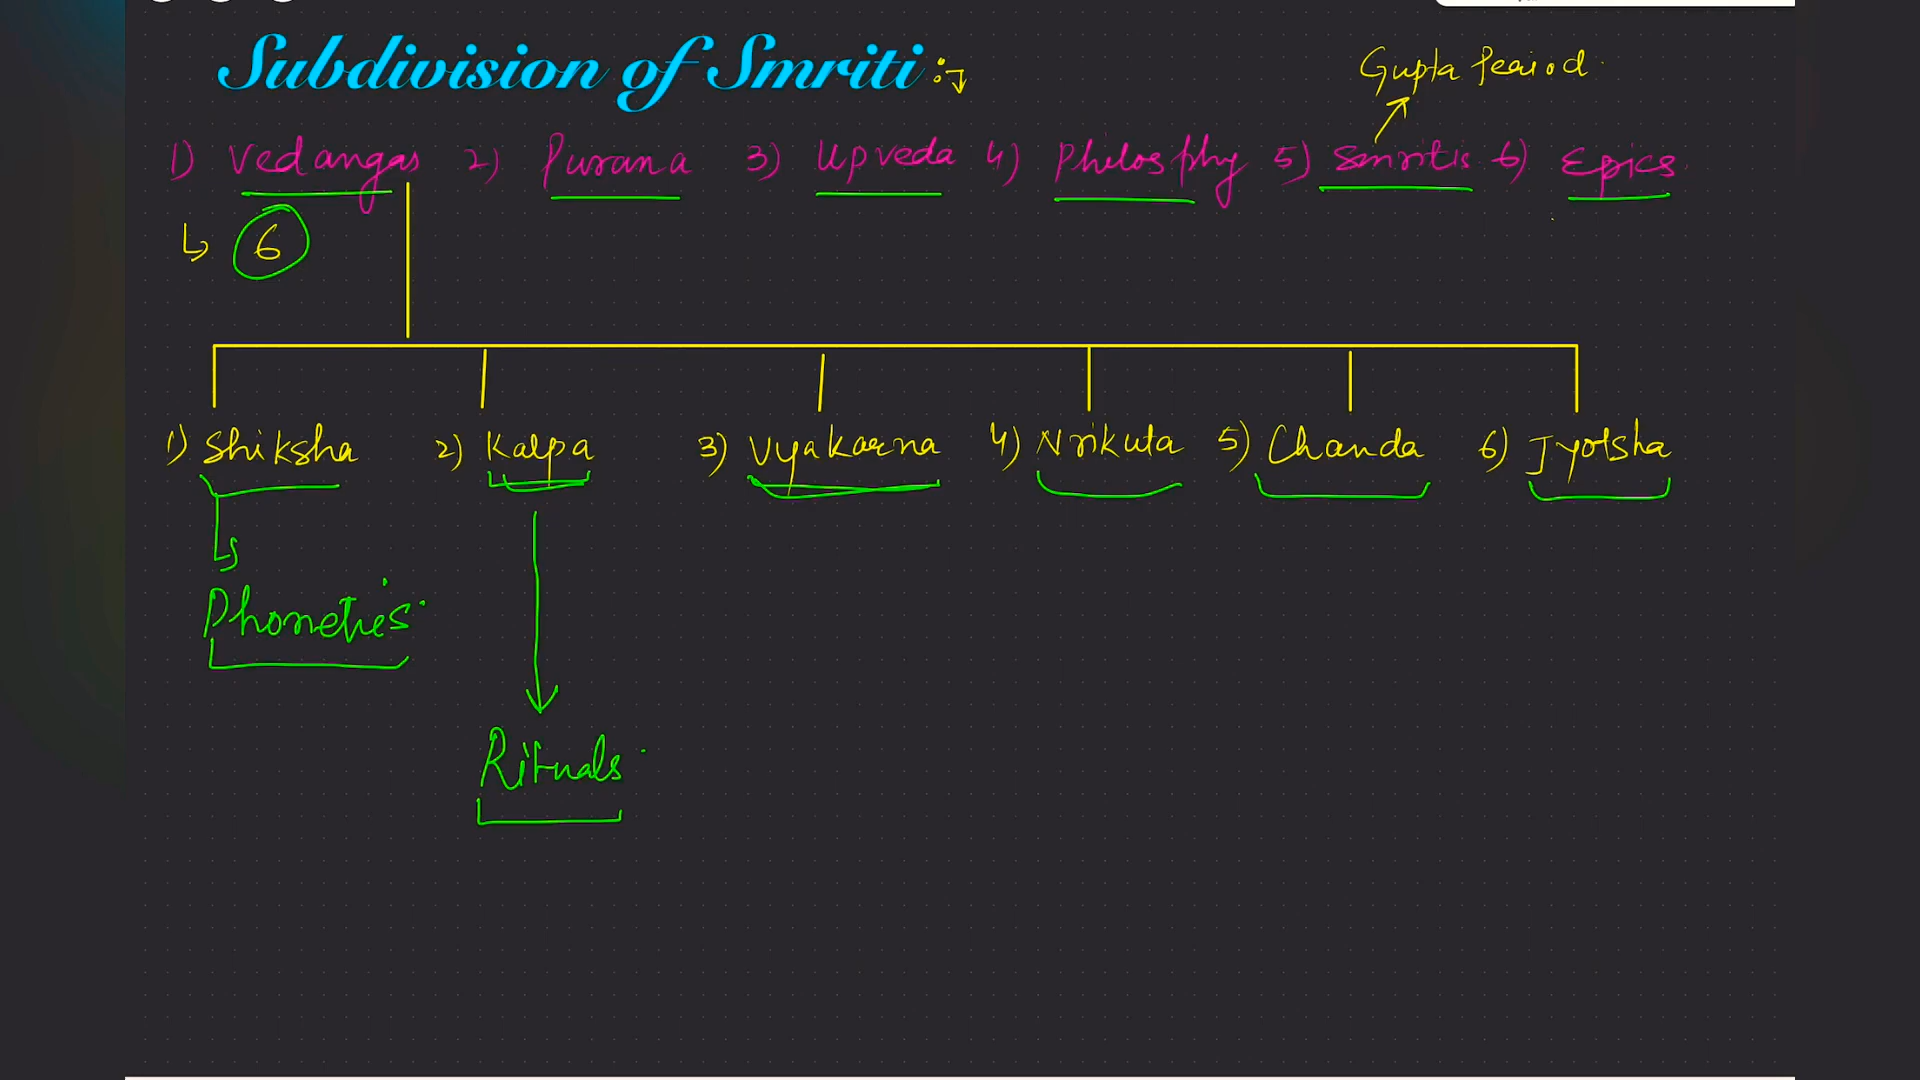 Subdivision of Smriti :→
Gupta Period
1) Vedangas 2) Purana 3) Upveda 4) Philosphy 5) Smritis 6) Epics
↳ 6
1) Shiksha 2) Kalpa 3) Vyakarna 4) Nrikuta 5) Chanda 6) Jyotsha
Phonetics
Rituals